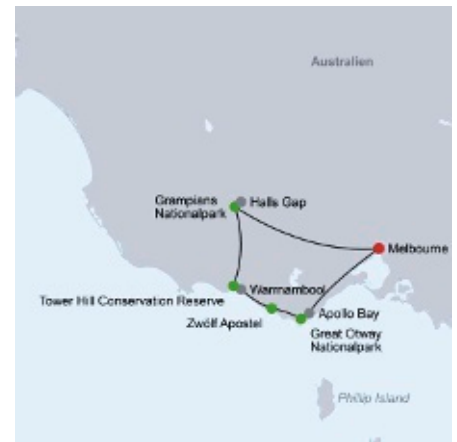 Australien
Grampians
Nationalpark
Halls Gap
Melbourne
Warrnambool
Tower Hill Conservation Reserve
Zwölf Apostel
Apollo Bay
Great Otway
Nationalpark
Phillip Island